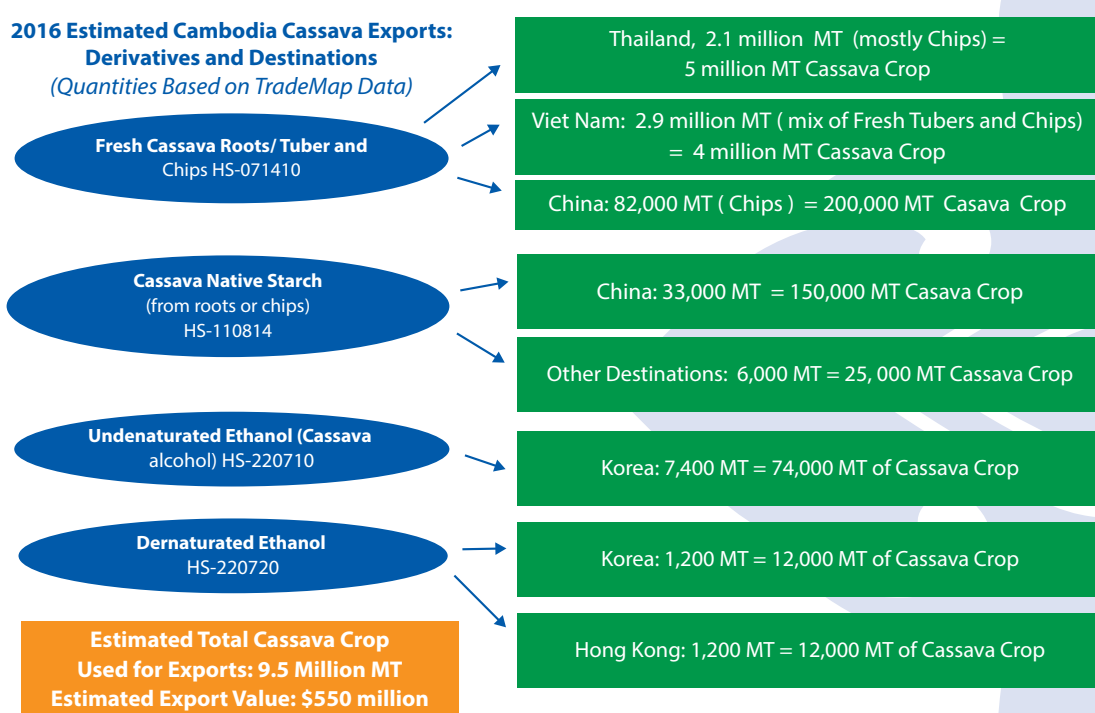 2016 Estimated Cambodia Cassava Exports:
Derivatives and Destinations
(Quantities Based on TradeMap Data)
Fresh Cassava Roots/ Tuber and
Chips HS-071410
Thailand, 2.1 million MT (mostly Chips) =
5 million MT Cassava Crop
Viet Nam: 2.9 million MT ( mix of Fresh Tubers and Chips)
= 4 million MT Cassava Crop
China: 82,000 MT ( Chips ) = 200,000 MT Casava Crop
Cassava Native Starch
(from roots or chips)
HS-110814
China: 33,000 MT = 150,000 MT Casava Crop
Other Destinations: 6,000 MT = 25, 000 MT Cassava Crop
Undenaturated Ethanol (Cassava
alcohol) HS-220710
Korea: 7,400 MT = 74,000 MT of Cassava Crop
Dernaturated Ethanol
HS-220720
Korea: 1,200 MT = 12,000 MT of Cassava Crop
Hong Kong: 1,200 MT = 12,000 MT of Cassava Crop
Estimated Total Cassava Crop
Used for Exports: 9.5 Million MT
Estimated Export Value: $550 million